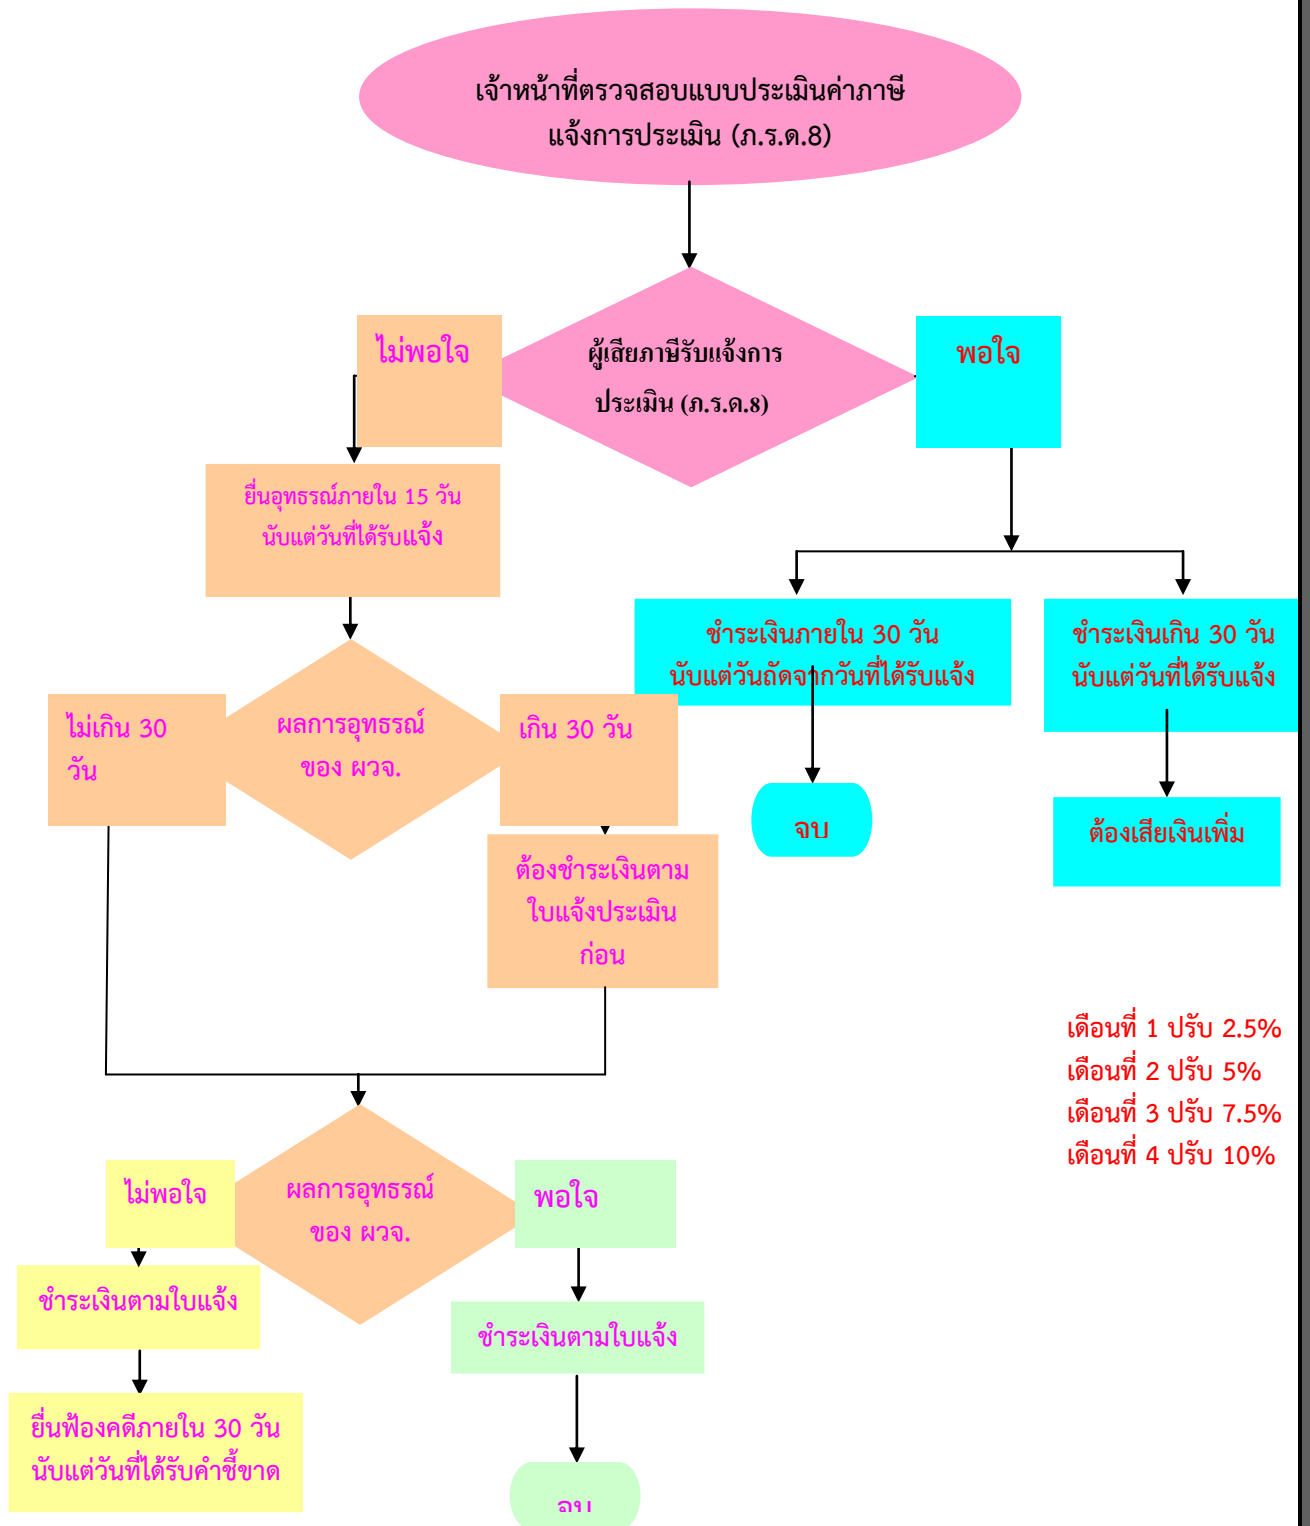 เจ้าหน้าที่ตรวจสอบแบบประเมินค่าภาษี
แจ้งการประเมิน (ภ.ร.ด.8)
ไม่พอใจ
ผู้เสียภาษีรับแจ้งการ
ประเมิน (ภ.ร.ด.8)
พอใจ
ยื่นอุทธรณ์ภายใน 15 วัน
นับแต่วันที่ได้รับแจ้ง
ชำระเงินภายใน 30 วัน
นับแต่วันถัดจากวันที่ได้รับแจ้ง
ชำระเงินเกิน 30 วัน
นับแต่วันที่ได้รับแจ้ง
ไม่เกิน 30
วัน
ผลการอุทธรณ์
ของ ผวจ.
เกิน 30 วัน
จบ
ต้องเสียเงินเพิ่ม
ต้องชำระเงินตาม
ใบแจ้งประเมิน
ก่อน
เดือนที่ 1 ปรับ 2.5%
เดือนที่ 2 ปรับ 5%
เดือนที่ 3 ปรับ 7.5%
เดือนที่ 4 ปรับ 10%
ไม่พอใจ
ผลการอุทธรณ์
ของ ผวจ.
พอใจ
ชำระเงินตามใบแจ้ง
ชำระเงินตามใบแจ้ง
ยื่นฟ้องคดีภายใน 30 วัน
นับแต่วันที่ได้รับคำชี้ขาด
จบ